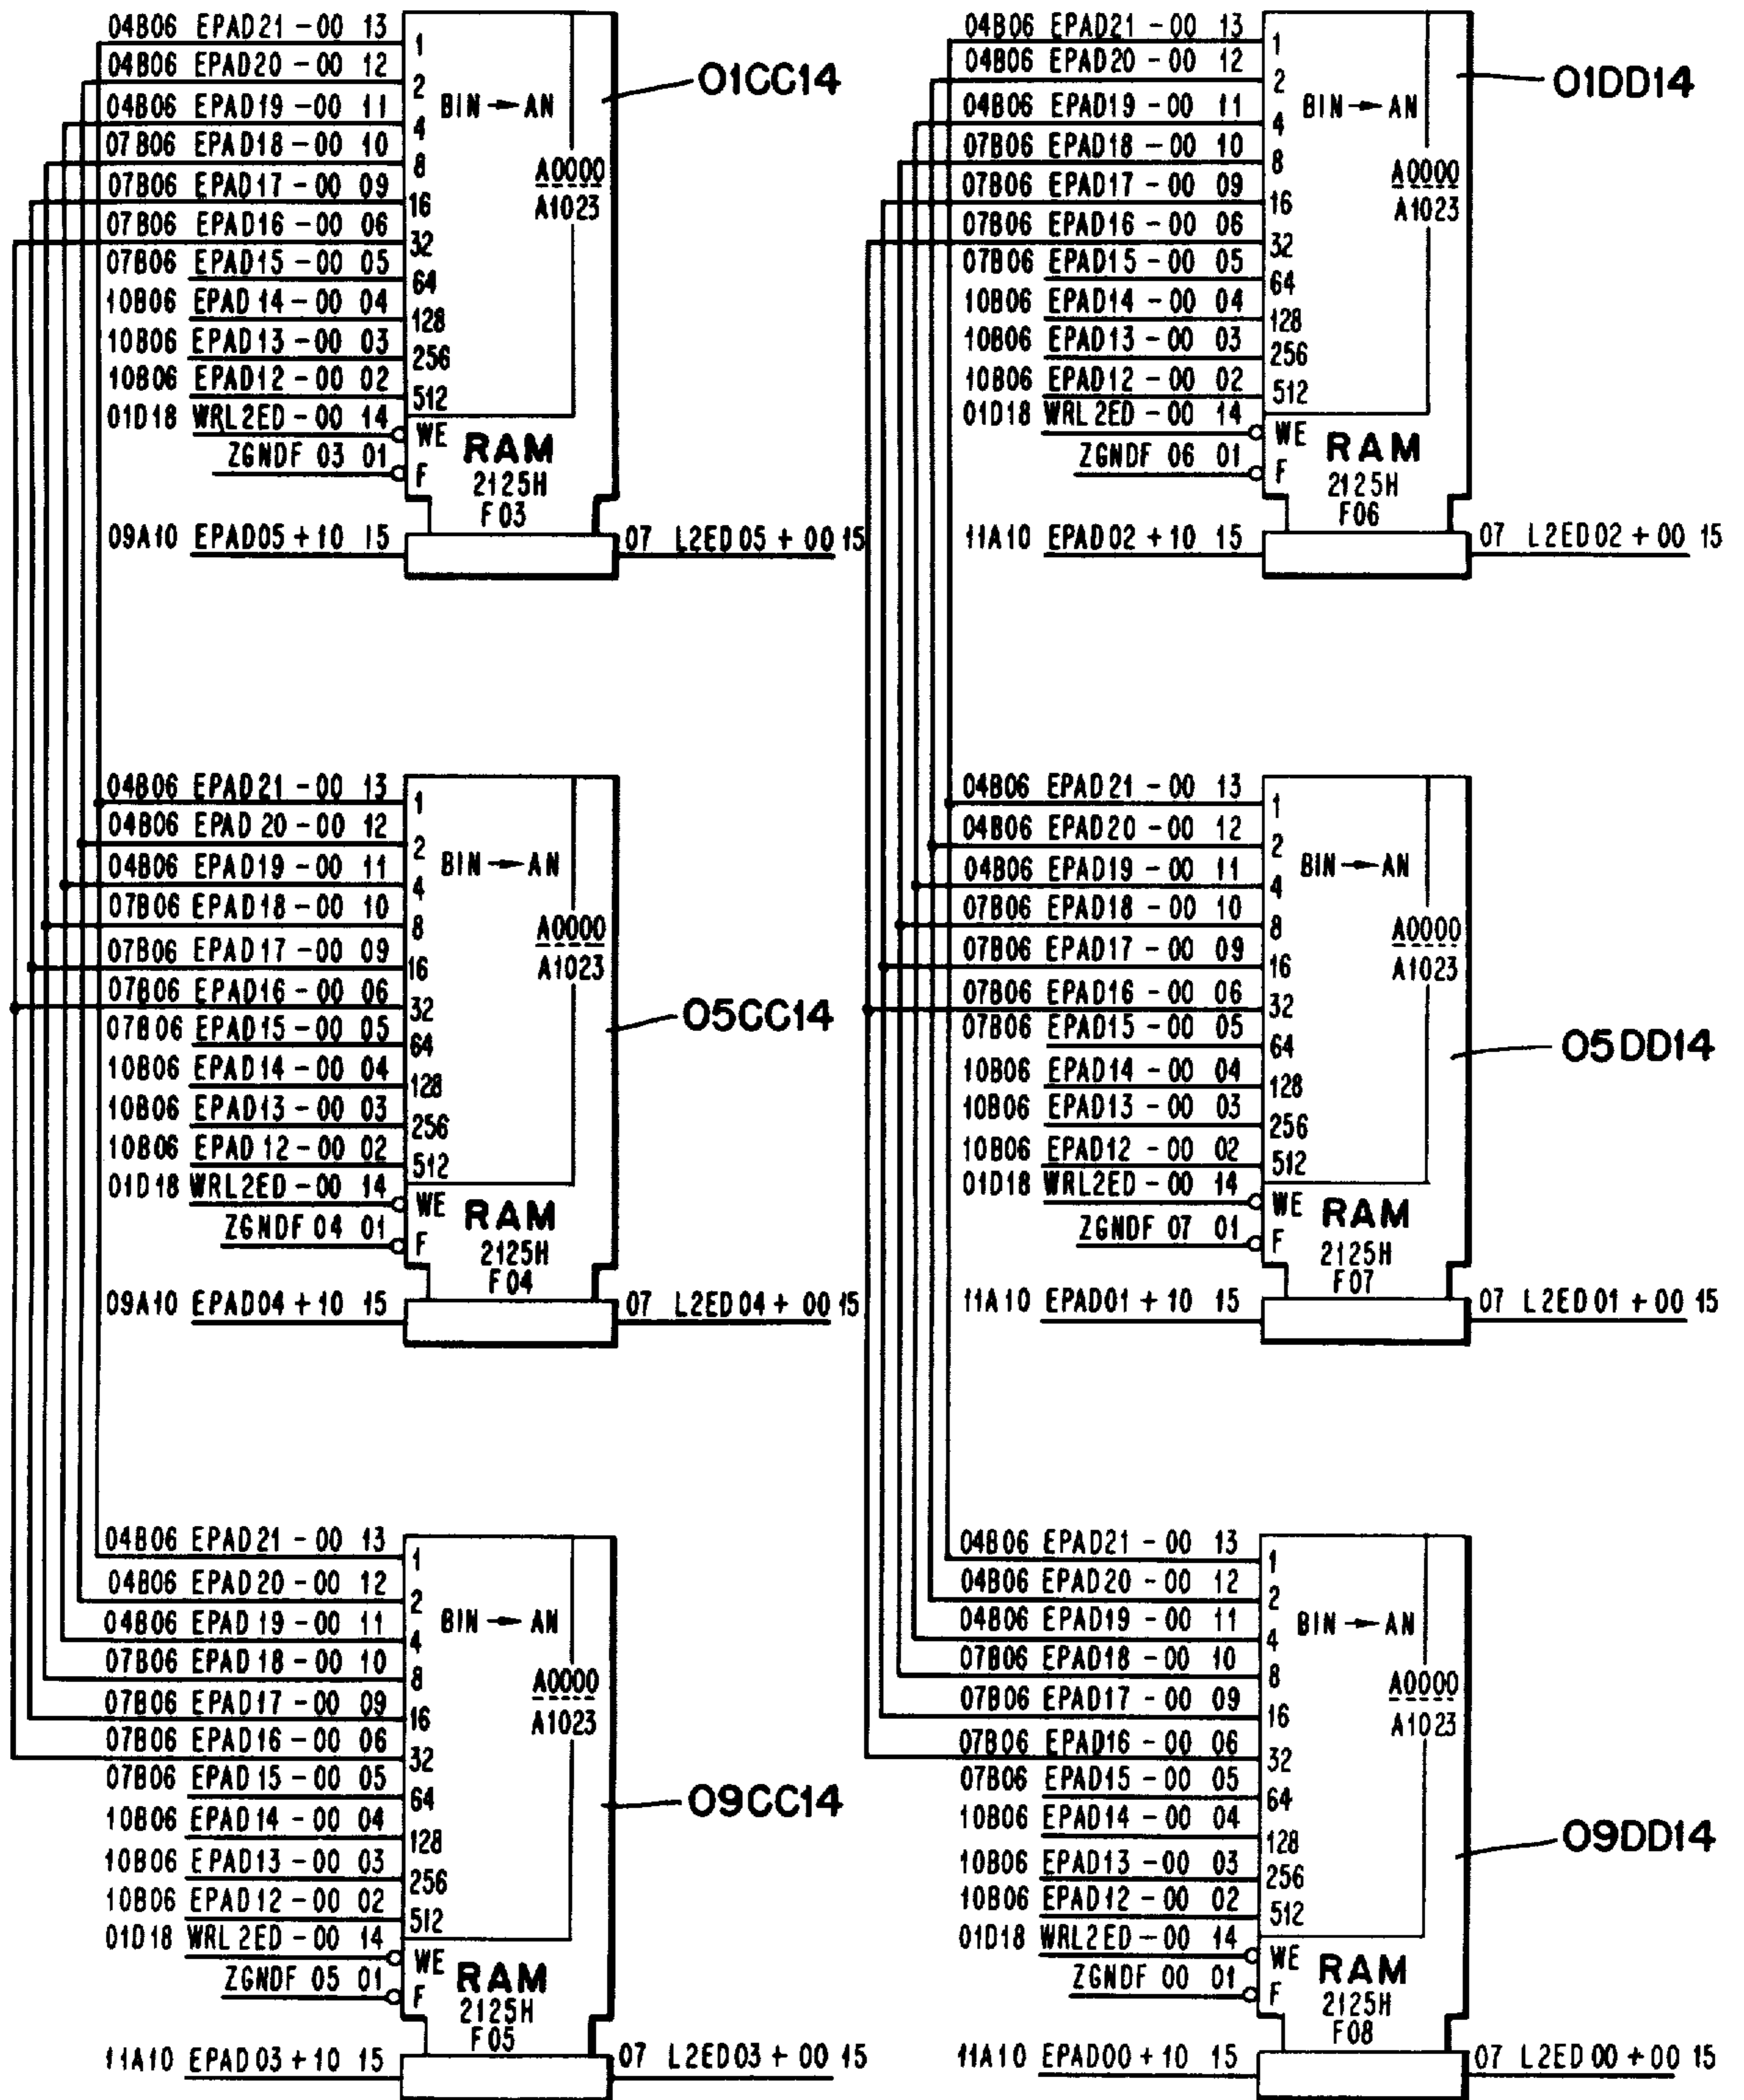 04B06 EPAD21-00 13
1
04B06 EPAD20-00 12
2
04B06 EPAD19-00 11
4
BIN → AN
07B06 EPAD18-00 10
8
07B06 EPAD17-00 09
16
07B06 EPAD16-00 06
32
07B06 EPAD15-00 05
64
10B06 EPAD14-00 04
128
10B06 EPAD13-00 03
256
10B06 EPAD12-00 02
512
A0000
A1023
01D18 WRL2ED-00 14
WE
ZGNDF 03 01
F
RAM
2125H
F03
09A10 EPAD05+10 15
07 L2ED05+00 15
01CC14
04B06 EPAD21-00 13
1
04B06 EPAD20-00 12
2
04B06 EPAD19-00 11
4
BIN → AN
07B06 EPAD18-00 10
8
07B06 EPAD17-00 09
16
07B06 EPAD16-00 06
32
07B06 EPAD15-00 05
64
10B06 EPAD14-00 04
128
10B06 EPAD13-00 03
256
10B06 EPAD12-00 02
512
A0000
A1023
01D18 WRL2ED-00 14
WE
ZGNDF 06 01
F
RAM
2125H
F06
11A10 EPAD02+10 15
07 L2ED02+00 15
01DD14
04B06 EPAD21-00 13
1
04B06 EPAD20-00 12
2
04B06 EPAD19-00 11
4
BIN → AN
07B06 EPAD18-00 10
8
07B06 EPAD17-00 09
16
07B06 EPAD16-00 06
32
07B06 EPAD15-00 05
64
10B06 EPAD14-00 04
128
10B06 EPAD13-00 03
256
10B06 EPAD12-00 02
512
A0000
A1023
01D18 WRL2ED-00 14
WE
ZGNDF 04 01
F
RAM
2125H
F04
09A10 EPAD04+10 15
07 L2ED04+00 15
05CC14
04B06 EPAD21-00 13
1
04B06 EPAD20-00 12
2
04B06 EPAD19-00 11
4
BIN → AN
07B06 EPAD18-00 10
8
07B06 EPAD17-00 09
16
07B06 EPAD16-00 06
32
07B06 EPAD15-00 05
64
10B06 EPAD14-00 04
128
10B06 EPAD13-00 03
256
10B06 EPAD12-00 02
512
A0000
A1023
01D18 WRL2ED-00 14
WE
ZGNDF 07 01
F
RAM
2125H
F07
11A10 EPAD01+10 15
07 L2ED01+00 15
05DD14
04B06 EPAD21-00 13
1
04B06 EPAD20-00 12
2
04B06 EPAD19-00 11
4
BIN → AN
07B06 EPAD18-00 10
8
07B06 EPAD17-00 09
16
07B06 EPAD16-00 06
32
07B06 EPAD15-00 05
64
10B06 EPAD14-00 04
128
10B06 EPAD13-00 03
256
10B06 EPAD12-00 02
512
A0000
A1023
01D18 WRL2ED-00 14
WE
ZGNDF 05 01
F
RAM
2125H
F05
11A10 EPAD03+10 15
07 L2ED03+00 15
09CC14
04B06 EPAD21-00 13
1
04B06 EPAD20-00 12
2
04B06 EPAD19-00 11
4
BIN → AN
07B06 EPAD18-00 10
8
07B06 EPAD17-00 09
16
07B06 EPAD16-00 06
32
07B06 EPAD15-00 05
64
10B06 EPAD14-00 04
128
10B06 EPAD13-00 03
256
10B06 EPAD12-00 02
512
A0000
A1023
01D18 WRL2ED-00 14
WE
ZGNDF 00 01
F
RAM
2125H
F08
11A10 EPAD00+10 15
07 L2ED00+00 15
09DD14